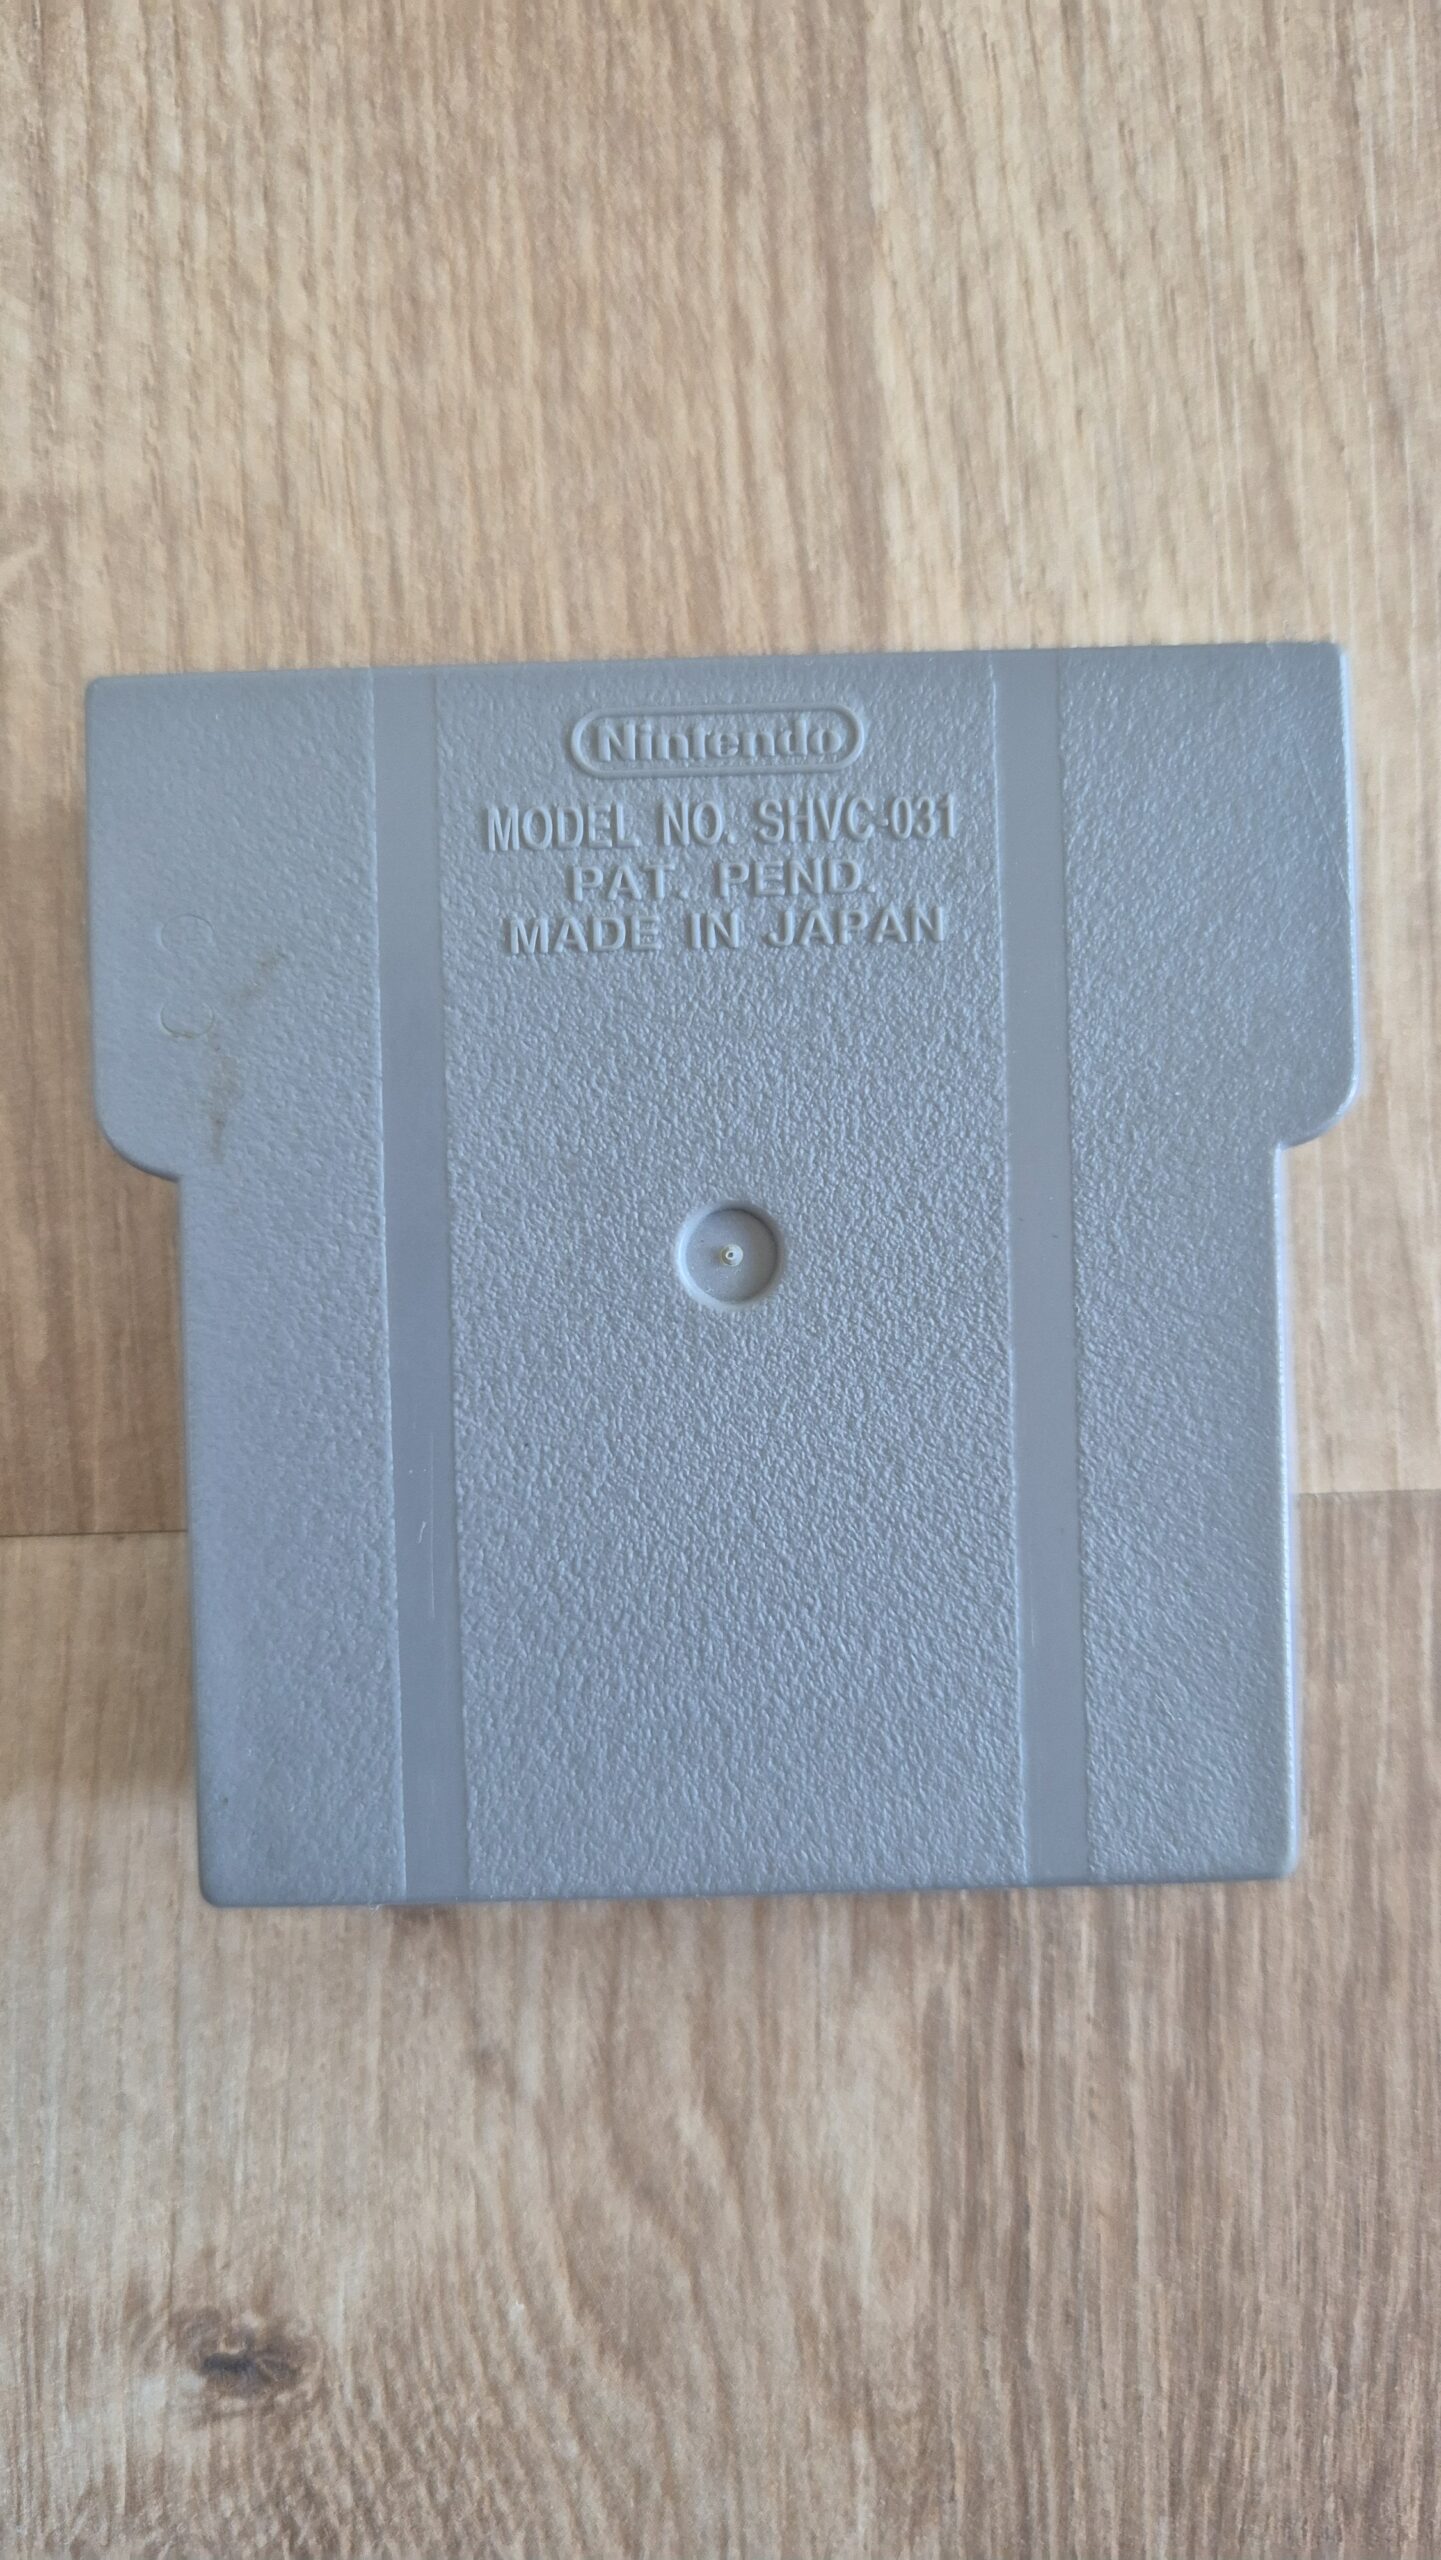 Nintendo
MODEL NO. SHVC-031
PAT. PEND.
MADE IN JAPAN